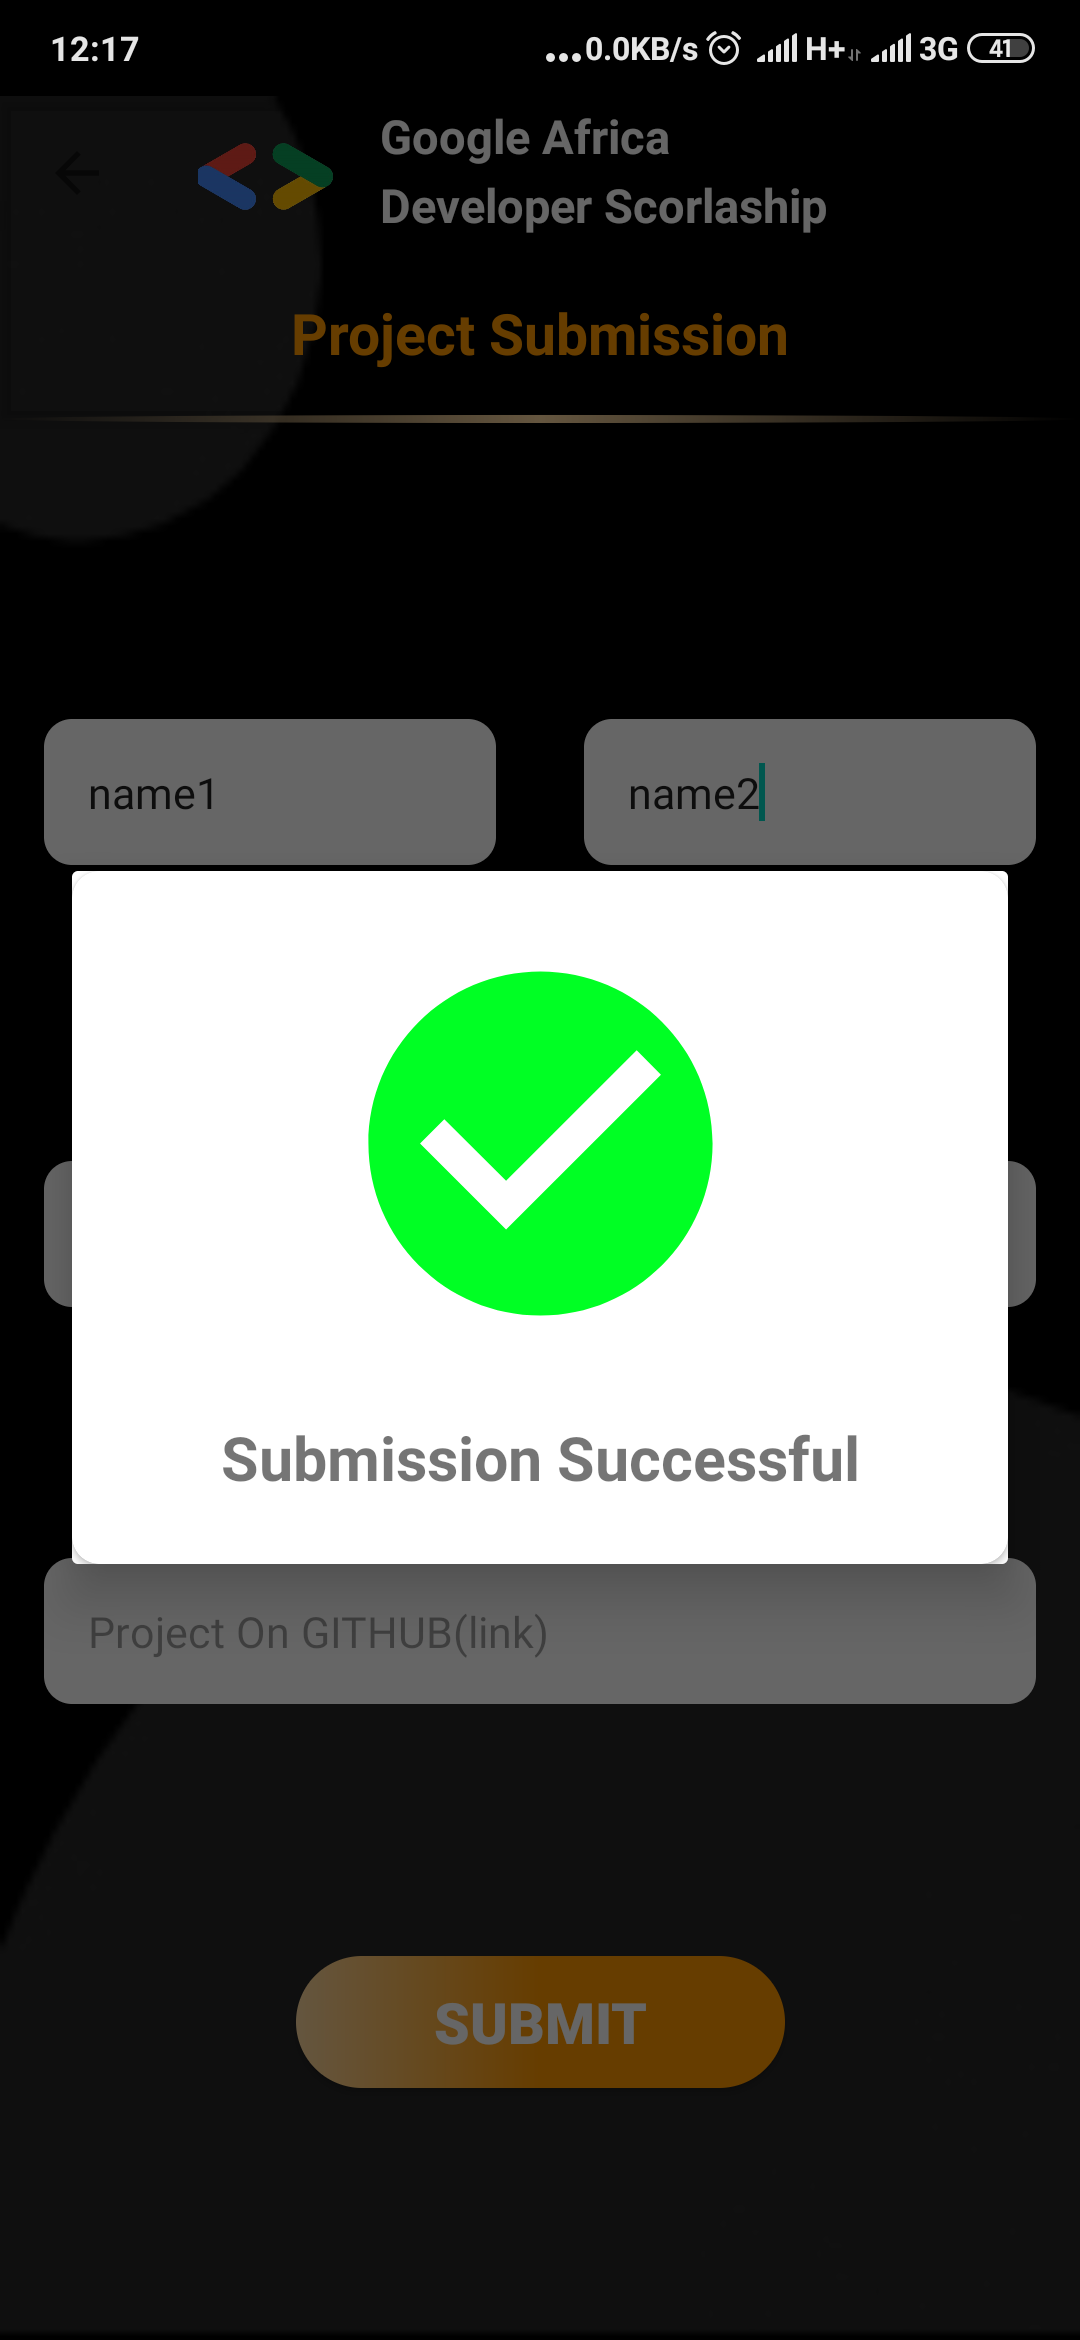 12:17 ...0.0KB/s H+ 3G 41
Google Africa
Developer Scorlaship
Project Submission
name1 name2
Submission Successful
Project On GITHUB(link)
SUBMIT